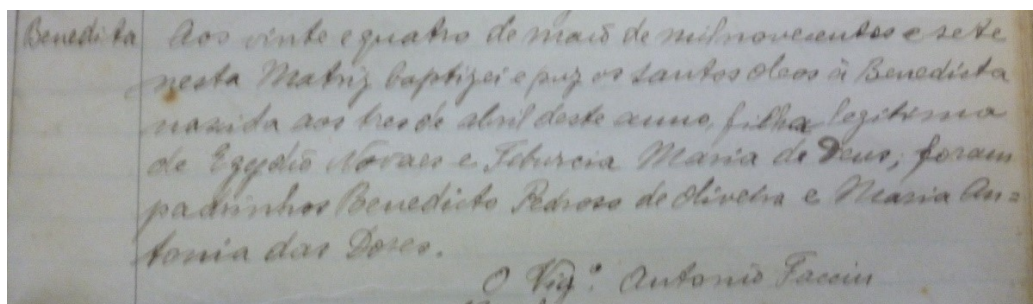 Benedicta Aos vinte e quatro de maio de mil novecentos e sete
nesta Matriz baptizei e puz os santos oleos à Benedicta
nascida aos tres de abril deste anno, filha legitima
de Egydio Novaes e Tiburcia Maria de Deus; foram
padrinhos Benedicto Pedroso de Oliveira e Maria An=
tonia das Dores.
O Vigº. Antonio